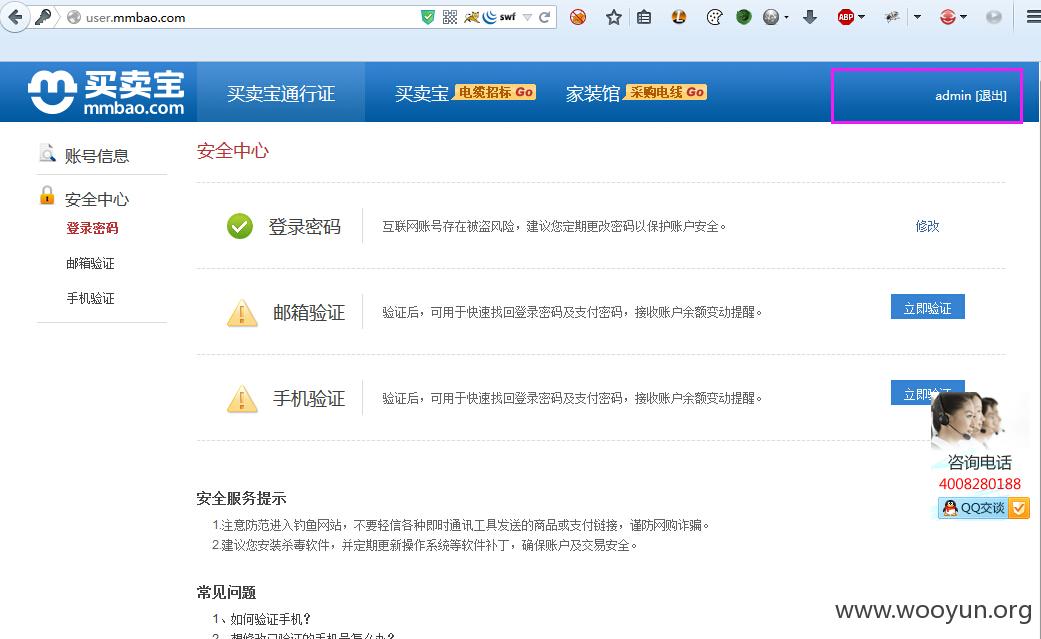 user.mmbao.com
swf
ABP
买卖宝
mmbao.com
买卖宝通行证
买卖宝 电缆招标 Go
家装馆 采购电线 Go
admin [退出]
账号信息
安全中心
登录密码
邮箱验证
手机验证
安全中心
登录密码
互联网账号存在被盗风险，建议您定期更改密码以保护账户安全。
修改
邮箱验证
验证后，可用于快速找回登录密码及支付密码，接收账户余额变动提醒。
立即验证
手机验证
验证后，可用于快速找回登录密码及支付密码，接收账户余额变动提醒。
立即验证
咨询电话
4008280188
QQ交谈
安全服务提示
1.注意防范进入钓鱼网站，不要轻信各种即时通讯工具发送的商品或支付链接，谨防网购诈骗。
2.建议您安装杀毒软件，并定期更新操作系统等软件补丁，确保账户及交易安全。
常见问题
1、如何验证手机？
2、想修改已验证的手机号怎么办？
www.wooyun.org